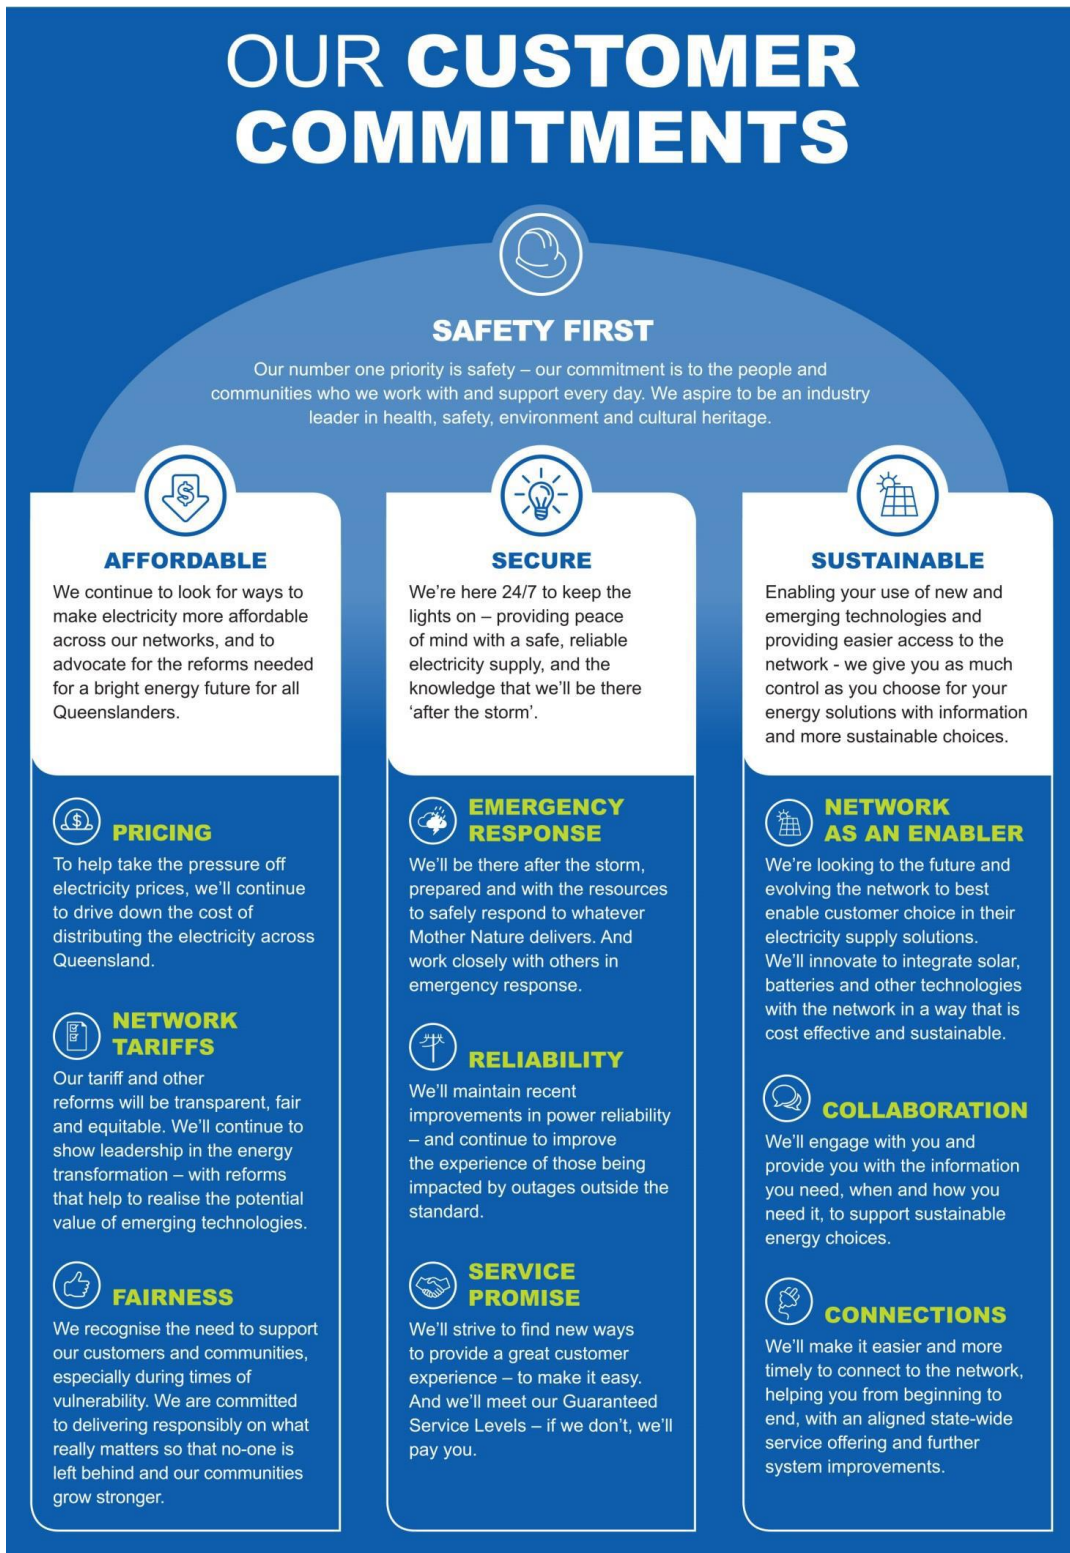 OUR CUSTOMER
COMMITMENTS
SAFETY FIRST
Our number one priority is safety – our commitment is to the people and
communities who we work with and support every day. We aspire to be an industry
leader in health, safety, environment and cultural heritage.
AFFORDABLE
We continue to look for ways to
make electricity more affordable
across our networks, and to
advocate for the reforms needed
for a bright energy future for all
Queenslanders.
PRICING
To help take the pressure off
electricity prices, we'll continue
to drive down the cost of
distributing the electricity across
Queensland.
NETWORK
TARIFFS
Our tariff and other
reforms will be transparent, fair
and equitable. We'll continue to
show leadership in the energy
transformation – with reforms
that help to realise the potential
value of emerging technologies.
FAIRNESS
We recognise the need to support
our customers and communities,
especially during times of
vulnerability. We are committed
to delivering responsibly on what
really matters so that no-one is
left behind and our communities
grow stronger.
SECURE
We're here 24/7 to keep the
lights on – providing peace
of mind with a safe, reliable
electricity supply, and the
knowledge that we'll be there
‘after the storm’.
EMERGENCY
RESPONSE
We'll be there after the storm,
prepared and with the resources
to safely respond to whatever
Mother Nature delivers. And
work closely with others in
emergency response.
RELIABILITY
We'll maintain recent
improvements in power reliability
– and continue to improve
the experience of those being
impacted by outages outside the
standard.
SERVICE
PROMISE
We'll strive to find new ways
to provide a great customer
experience – to make it easy.
And we'll meet our Guaranteed
Service Levels – if we don't, we'll
pay you.
SUSTAINABLE
Enabling your use of new and
emerging technologies and
providing easier access to the
network - we give you as much
control as you choose for your
energy solutions with information
and more sustainable choices.
NETWORK
AS AN ENABLER
We're looking to the future and
evolving the network to best
enable customer choice in their
electricity supply solutions.
We'll innovate to integrate solar,
batteries and other technologies
with the network in a way that is
cost effective and sustainable.
COLLABORATION
We'll engage with you and
provide you with the information
you need, when and how you
need it, to support sustainable
energy choices.
CONNECTIONS
We'll make it easier and more
timely to connect to the network,
helping you from beginning to
end, with an aligned state-wide
service offering and further
system improvements.